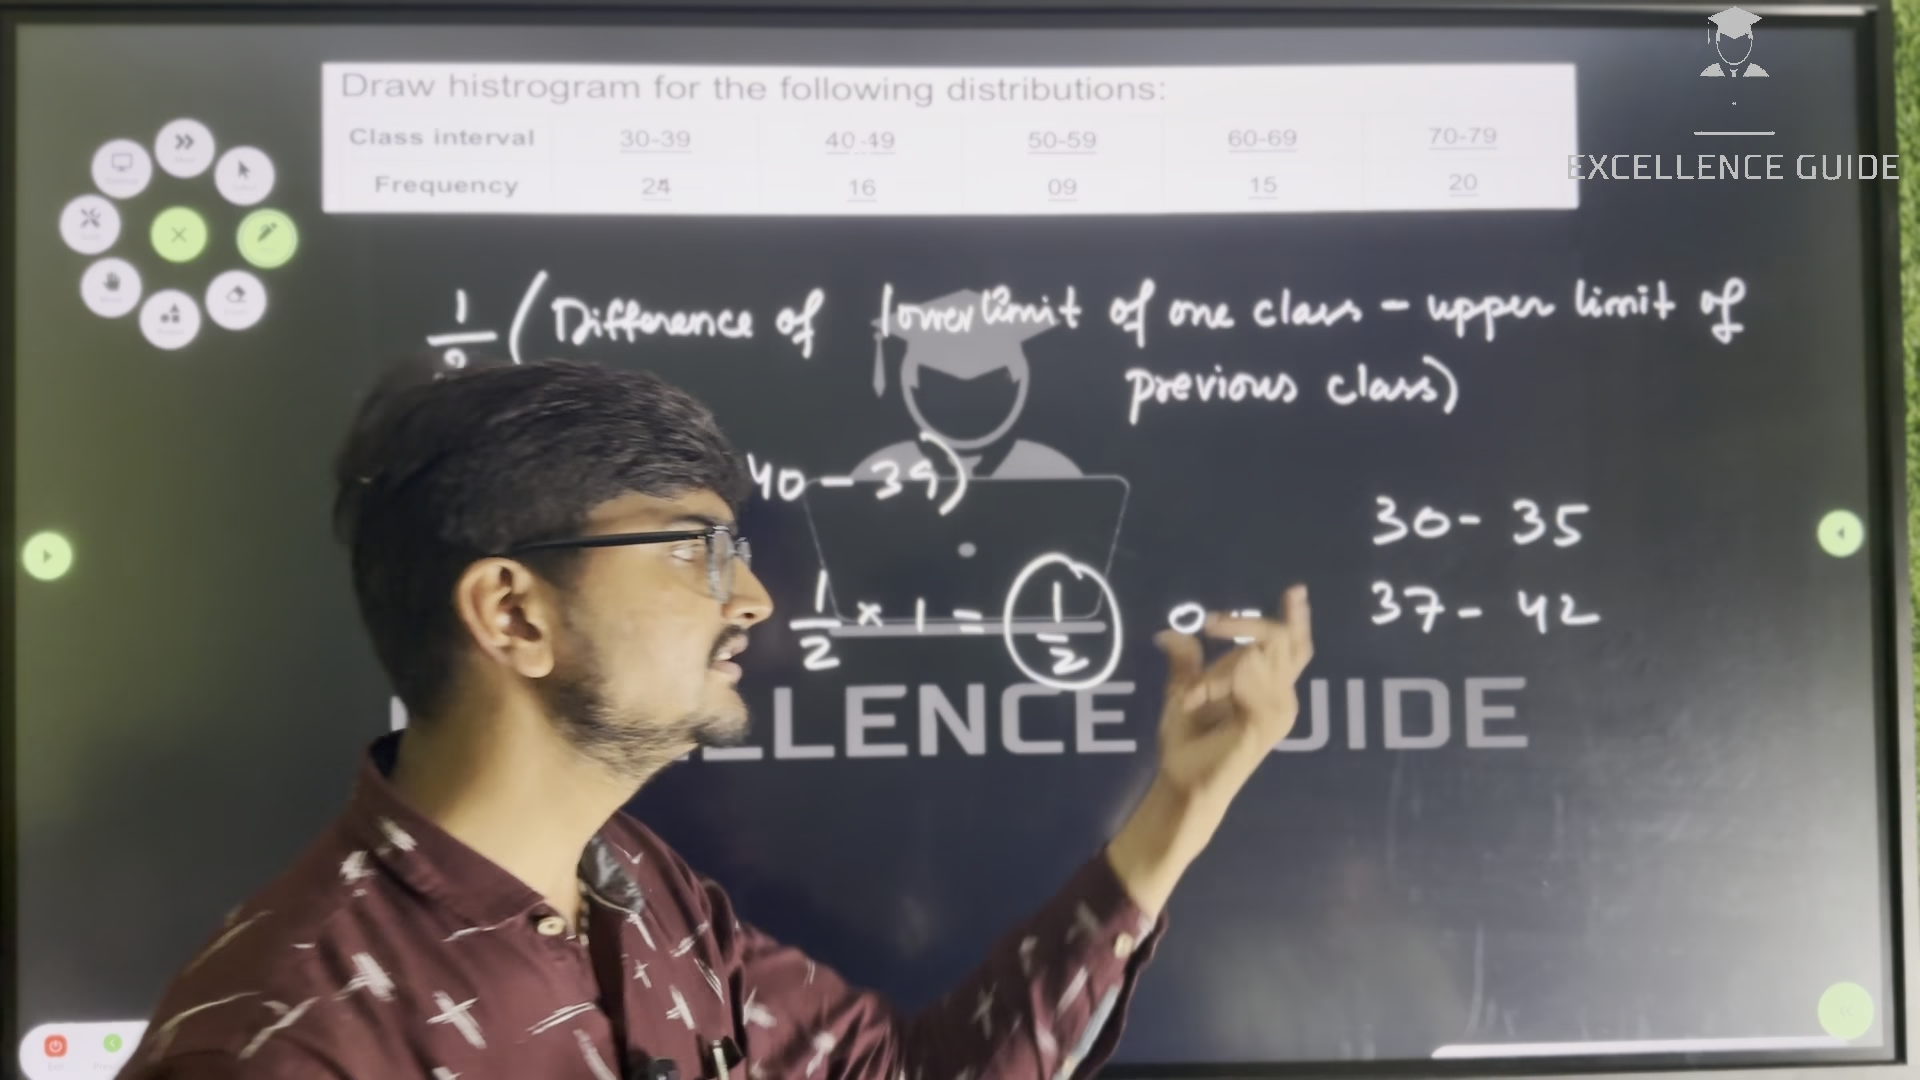 EXCELLENCE GUIDE
Draw histrogram for the following distributions:
Class interval 30-39 40-49 50-59 60-69 70-79
Frequency 24 16 09 15 20
1 (Difference of lower limit of one class - upper limit of
previous class)
40 - 39)
30 - 35
1/2 × 1 = 1/2
37 - 42
LLENCE UIDE